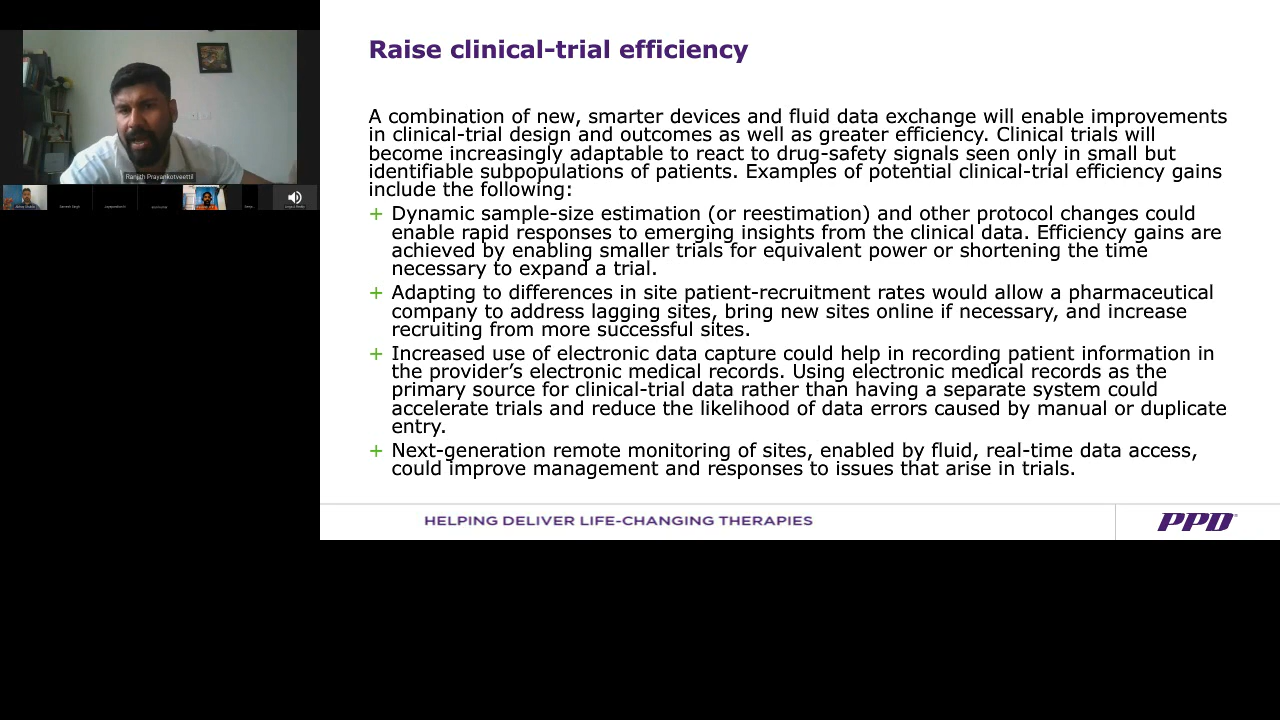 Raise clinical-trial efficiency
A combination of new, smarter devices and fluid data exchange will enable improvements
in clinical-trial design and outcomes as well as greater efficiency. Clinical trials will
become increasingly adaptable to react to drug-safety signals seen only in small but
identifiable subpopulations of patients. Examples of potential clinical-trial efficiency gains
include the following:
+ Dynamic sample-size estimation (or reestimation) and other protocol changes could
enable rapid responses to emerging insights from the clinical data. Efficiency gains are
achieved by enabling smaller trials for equivalent power or shortening the time
necessary to expand a trial.
+ Adapting to differences in site patient-recruitment rates would allow a pharmaceutical
company to address lagging sites, bring new sites online if necessary, and increase
recruiting from more successful sites.
+ Increased use of electronic data capture could help in recording patient information in
the provider's electronic medical records. Using electronic medical records as the
primary source for clinical-trial data rather than having a separate system could
accelerate trials and reduce the likelihood of data errors caused by manual or duplicate
entry.
+ Next-generation remote monitoring of sites, enabled by fluid, real-time data access,
could improve management and responses to issues that arise in trials.
HELPING DELIVER LIFE-CHANGING THERAPIES
PPD
Ranjith Prayankotveettil